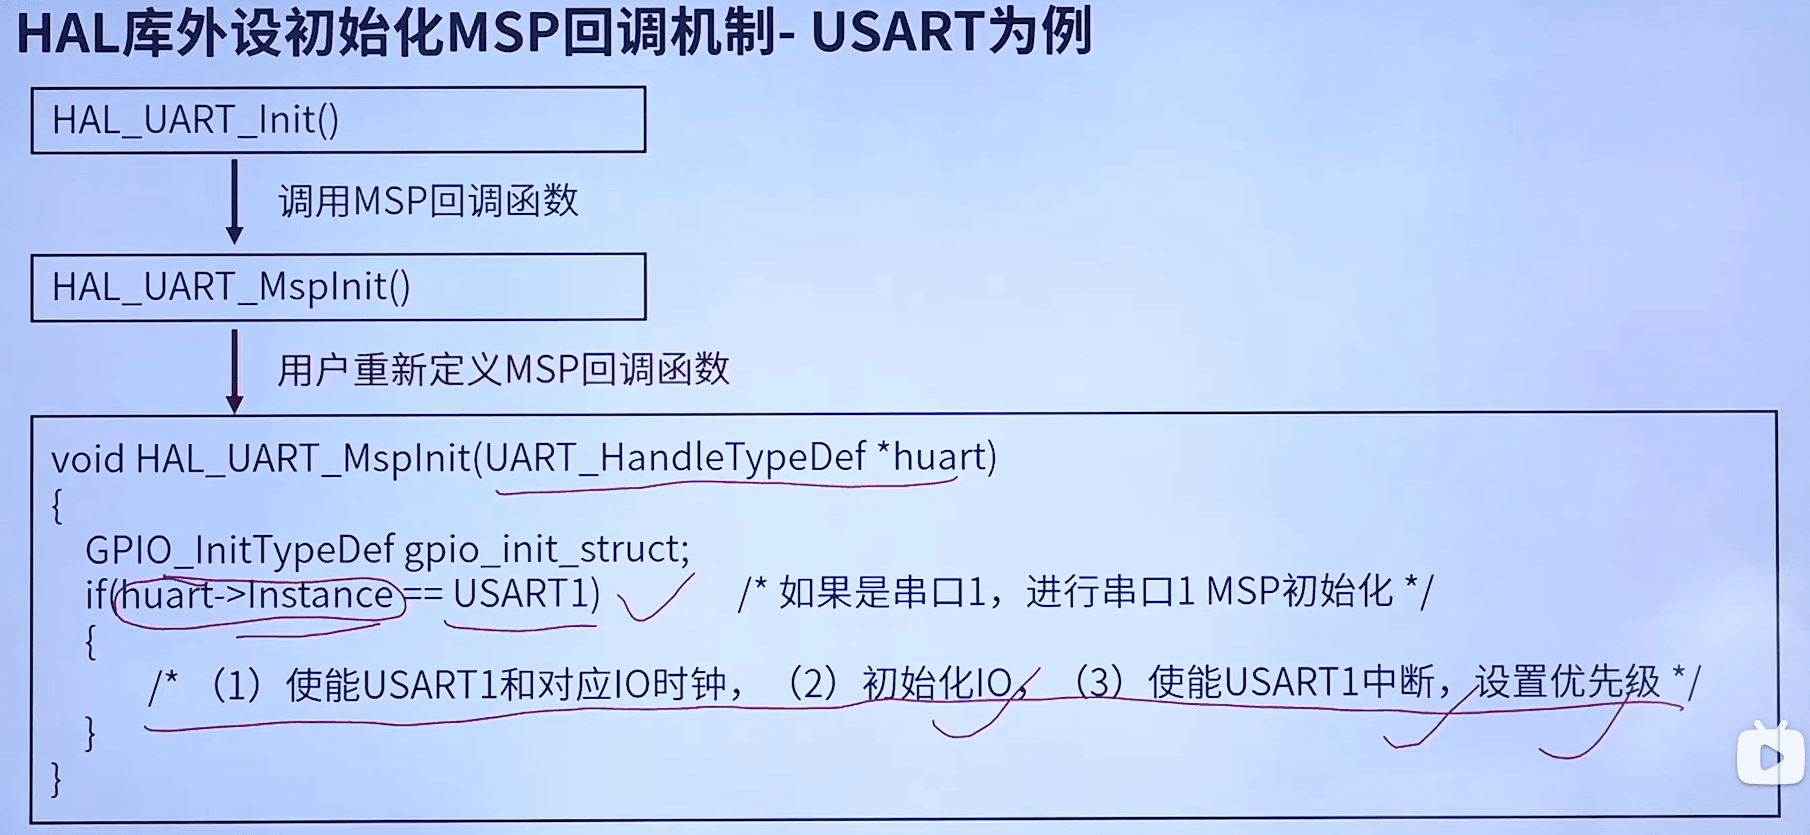 HAL库外设初始化MSP回调机制- USART为例
HAL_UART_Init()
调用MSP回调函数
HAL_UART_MspInit()
用户重新定义MSP回调函数
void HAL_UART_MspInit(UART_HandleTypeDef *huart)
{
GPIO_InitTypeDef gpio_init_struct;
if(huart->Instance == USART1) /* 如果是串口1，进行串口1 MSP初始化 */
{
/* （1）使能USART1和对应IO时钟，（2）初始化IO，（3）使能USART1中断，设置优先级 */
}
}